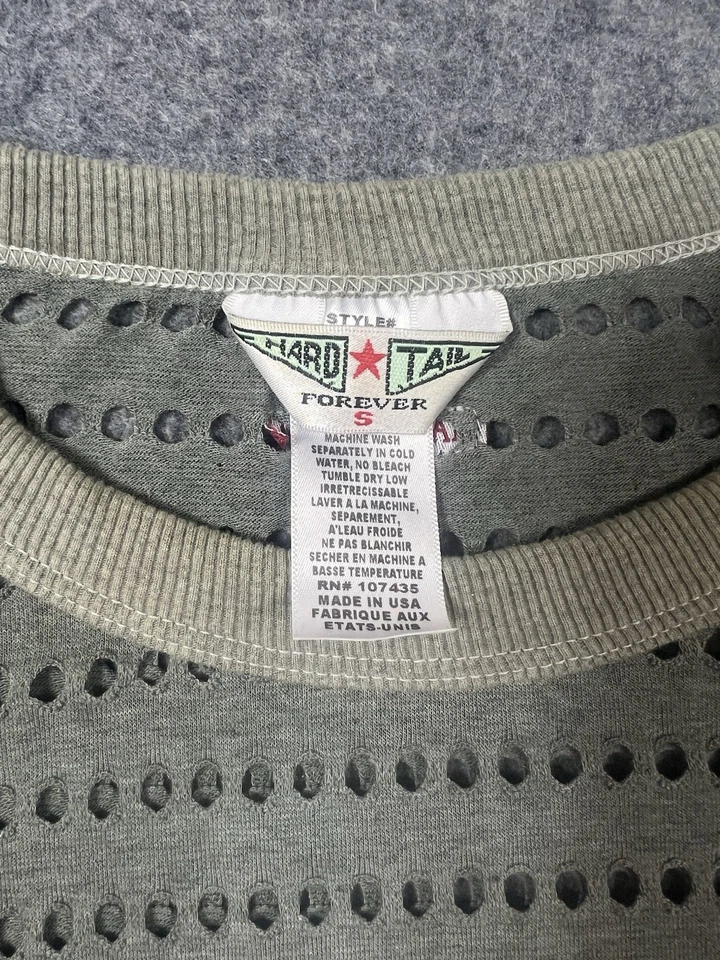 STYLE#
HARD TAIL
FOREVER
S
MACHINE WASH
SEPARATELY IN COLD
WATER, NO BLEACH
TUMBLE DRY LOW
IRRETRECISSABLE
LAVER A LA MACHINE,
SEPAREMENT,
A'LEAU FROIDE
NE PAS BLANCHIR
SECHER EN MACHINE A
BASSE TEMPERATURE
RN# 107435
MADE IN USA
FABRIQUE AUX
ETATS-UNIS